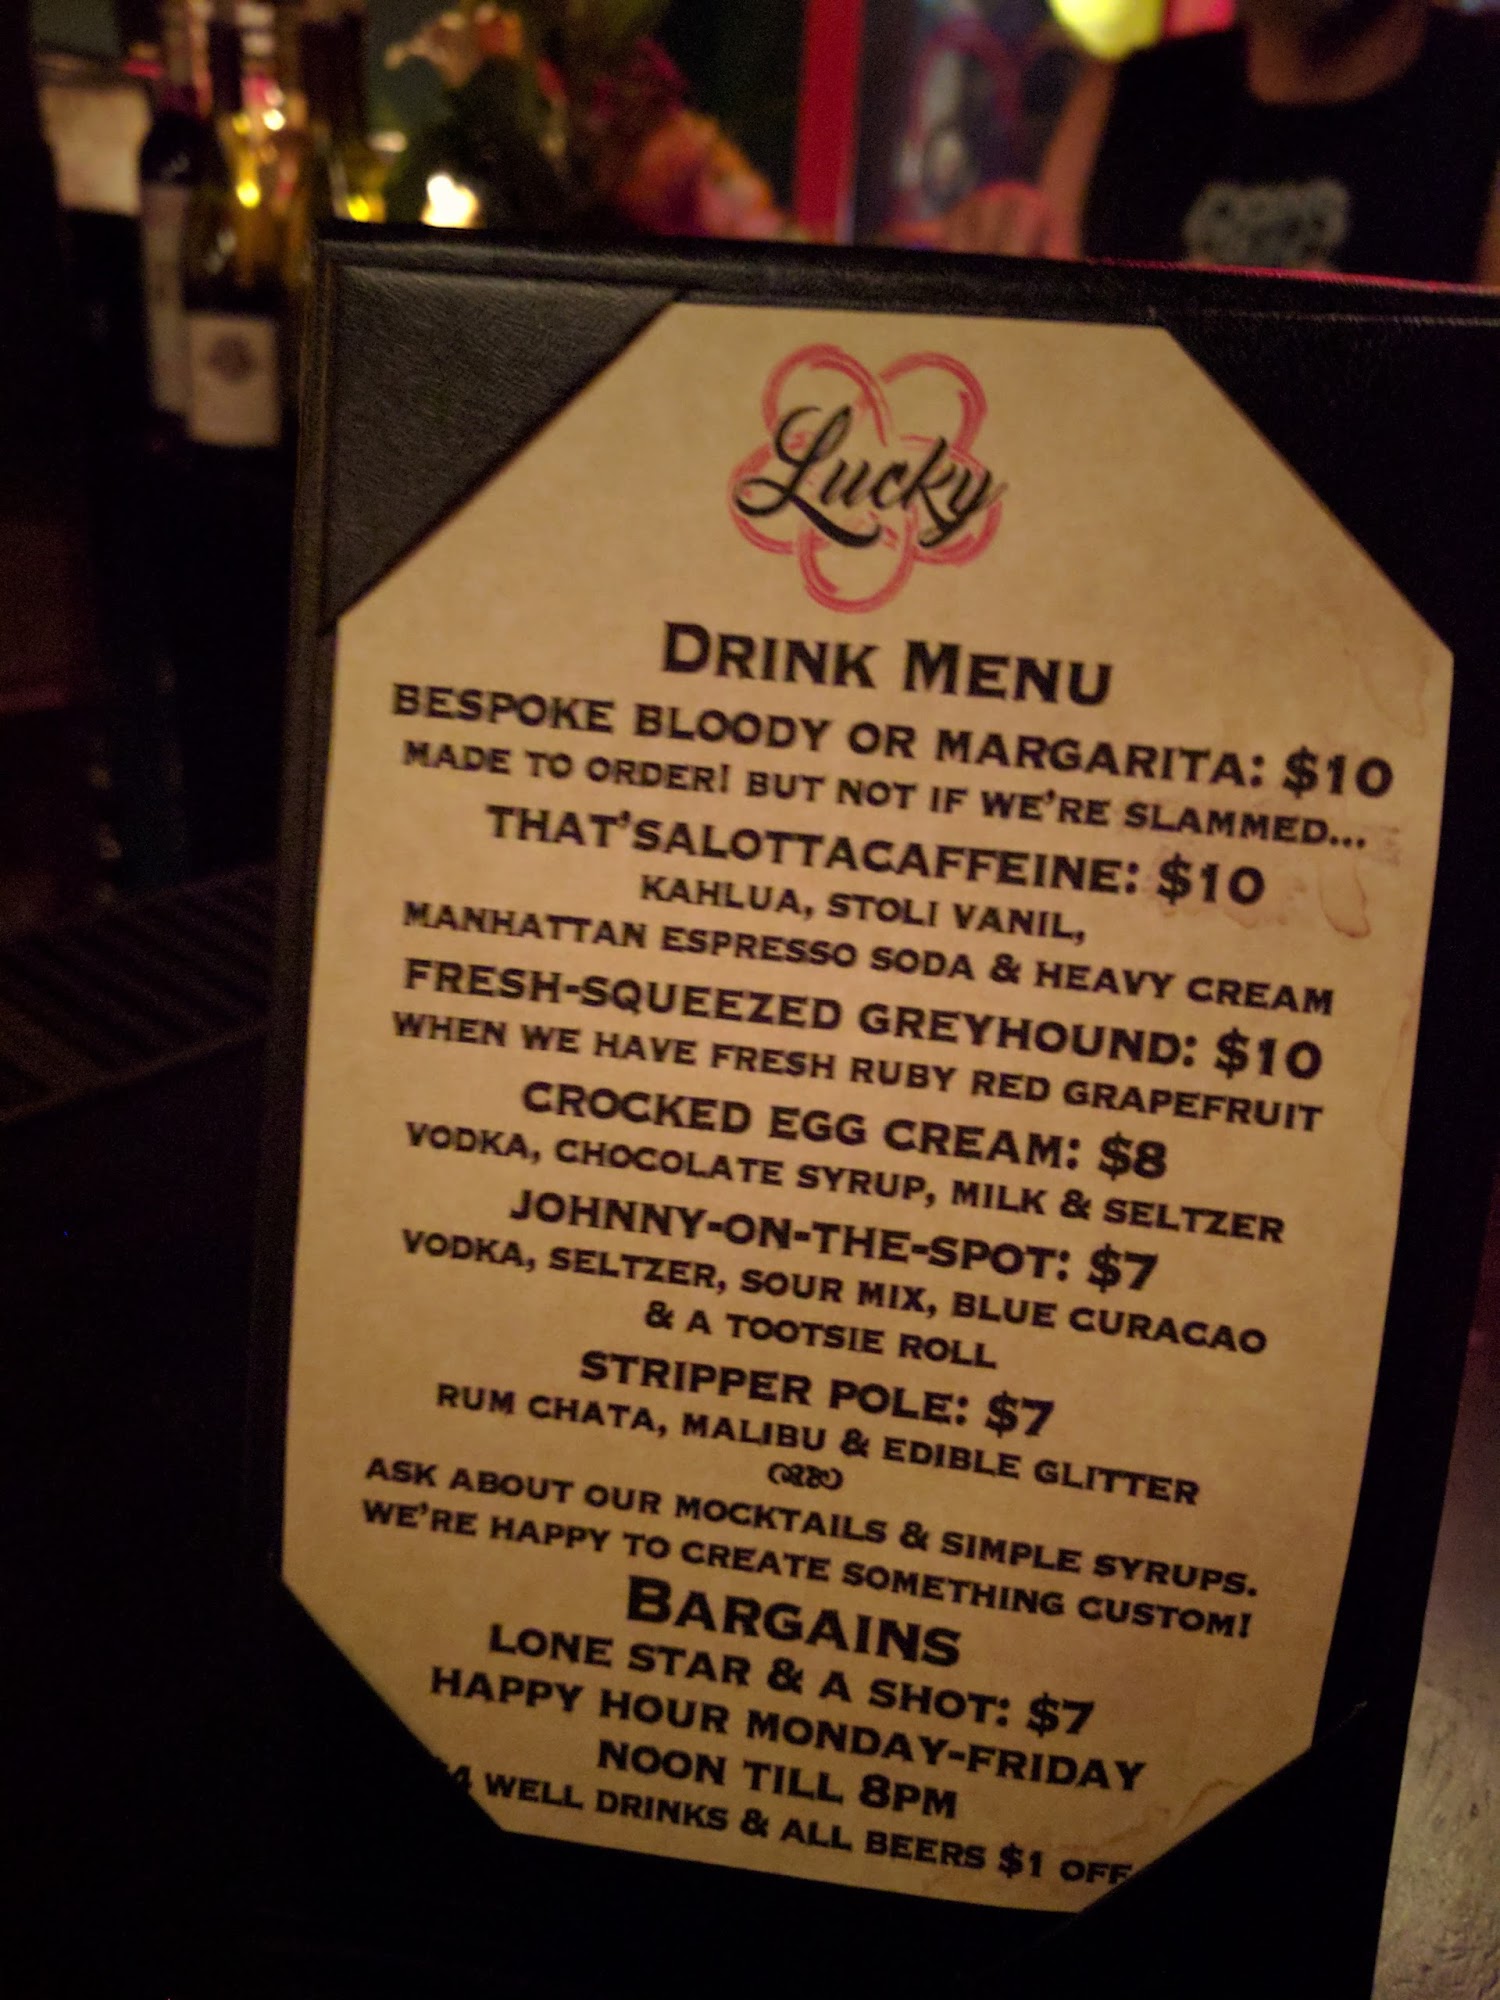 Lucky
DRINK MENU
BESPOKE BLOODY OR MARGARITA: $10
MADE TO ORDER! BUT NOT IF WE'RE SLAMMED...
THAT'SALOTTACAFFEINE: $10
KAHLUA, STOLI VANIL,
MANHATTAN ESPRESSO SODA & HEAVY CREAM
FRESH-SQUEEZED GREYHOUND: $10
WHEN WE HAVE FRESH RUBY RED GRAPEFRUIT
CROCKED EGG CREAM: $8
VODKA, CHOCOLATE SYRUP, MILK & SELTZER
JOHNNY-ON-THE-SPOT: $7
VODKA, SELTZER, SOUR MIX, BLUE CURACAO
& A TOOTSIE ROLL
STRIPPER POLE: $7
RUM CHATA, MALIBU & EDIBLE GLITTER
ASK ABOUT OUR MOCKTAILS & SIMPLE SYRUPS.
WE'RE HAPPY TO CREATE SOMETHING CUSTOM!
BARGAINS
LONE STAR & A SHOT: $7
HAPPY HOUR MONDAY-FRIDAY
NOON TILL 8PM
4 WELL DRINKS & ALL BEERS $1 OFF